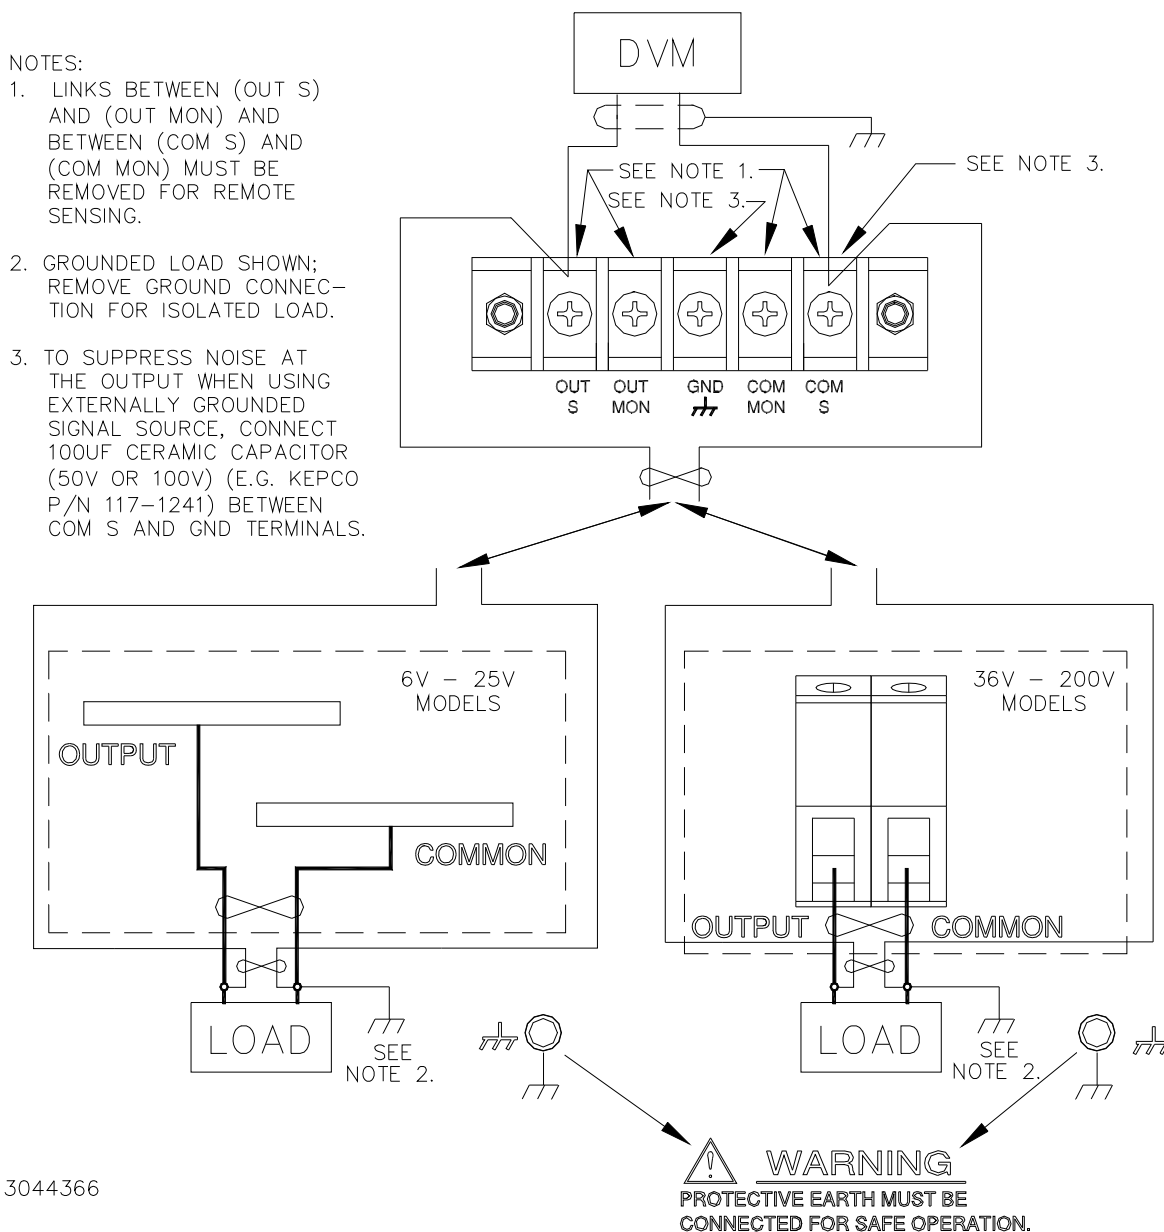 DVM
NOTES:
1. LINKS BETWEEN (OUT S)
AND (OUT MON) AND
BETWEEN (COM S) AND
(COM MON) MUST BE
REMOVED FOR REMOTE
SENSING.
2. GROUNDED LOAD SHOWN;
REMOVE GROUND CONNEC-
TION FOR ISOLATED LOAD.
3. TO SUPPRESS NOISE AT
THE OUTPUT WHEN USING
EXTERNALLY GROUNDED
SIGNAL SOURCE, CONNECT
100UF CERAMIC CAPACITOR
(50V OR 100V) (E.G. KEPCO
P/N 117-1241) BETWEEN
COM S AND GND TERMINALS.
SEE NOTE 1.
SEE NOTE 3.
SEE NOTE 3.
OUT
S
OUT
MON
GND
COM
MON
COM
S
6V - 25V
MODELS
OUTPUT
COMMON
LOAD
SEE
NOTE 2.
36V - 200V
MODELS
OUTPUT
COMMON
LOAD
SEE
NOTE 2.
WARNING
PROTECTIVE EARTH MUST BE
CONNECTED FOR SAFE OPERATION.
3044366